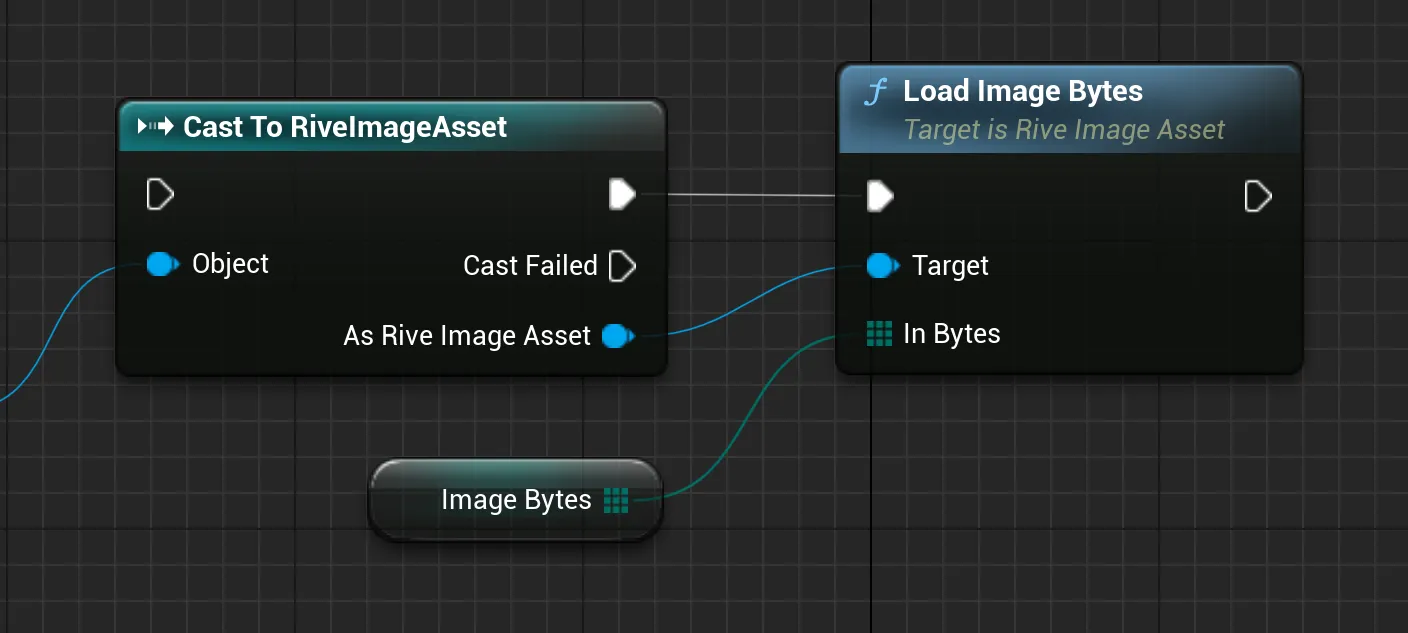 Cast To RiveImageAsset
Object
Cast Failed
As Rive Image Asset
Image Bytes
f Load Image Bytes
Target is Rive Image Asset
Target
In Bytes